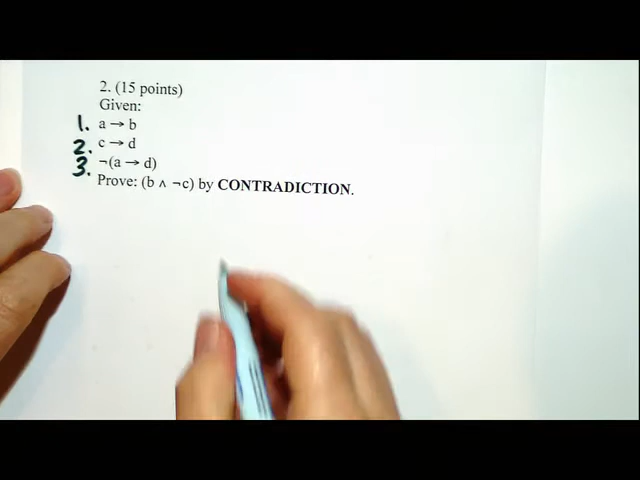 2. (15 points)
Given:
1. a → b
2. c → d
3. ¬(a → d)
Prove: (b ∧ ¬c) by CONTRADICTION.